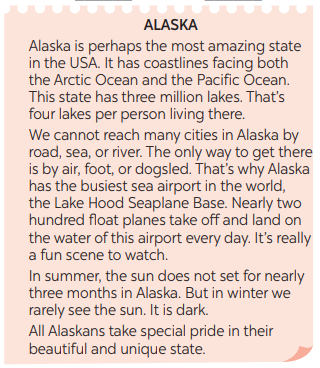 ALASKA
Alaska is perhaps the most amazing state
in the USA. It has coastlines facing both
the Arctic Ocean and the Pacific Ocean.
This state has three million lakes. That's
four lakes per person living there.
We cannot reach many cities in Alaska by
road, sea, or river. The only way to get there
is by air, foot, or dogsled. That's why Alaska
has the busiest sea airport in the world,
the Lake Hood Seaplane Base. Nearly two
hundred float planes take off and land on
the water of this airport every day. It's really
a fun scene to watch.
In summer, the sun does not set for nearly
three months in Alaska. But in winter we
rarely see the sun. It is dark.
All Alaskans take special pride in their
beautiful and unique state.